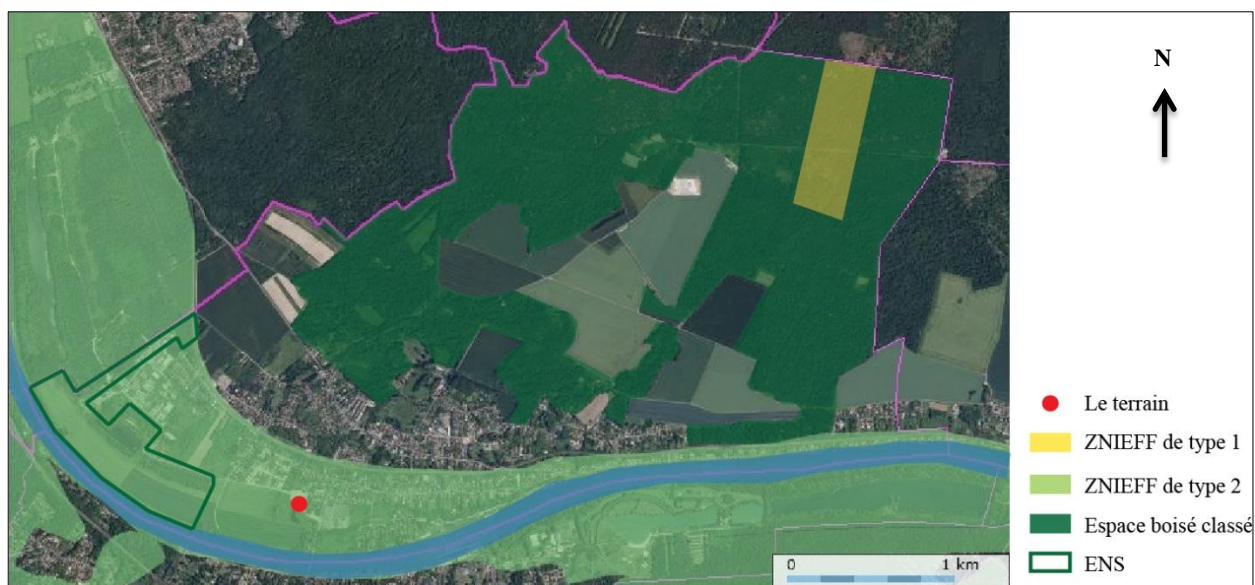 N
0 1 km
Le terrain
ZNIEFF de type 1
ZNIEFF de type 2
Espace boisé classé
ENS